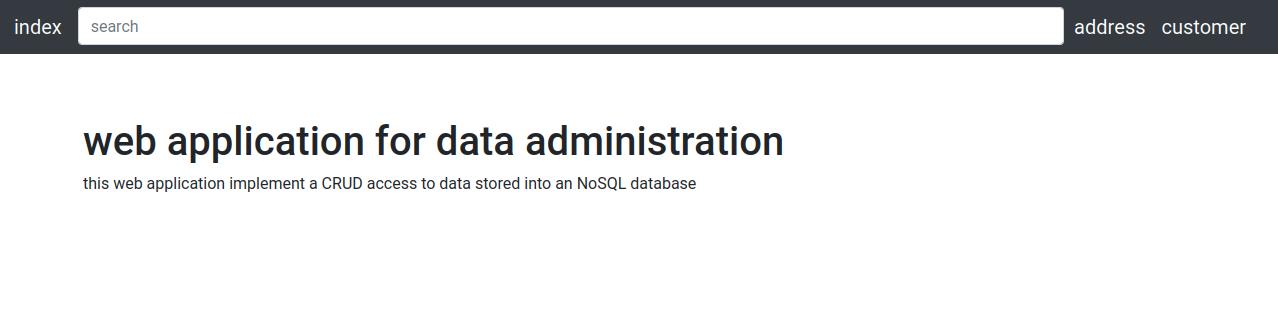 index search address customer
web application for data administration
this web application implement a CRUD access to data stored into an NoSQL database